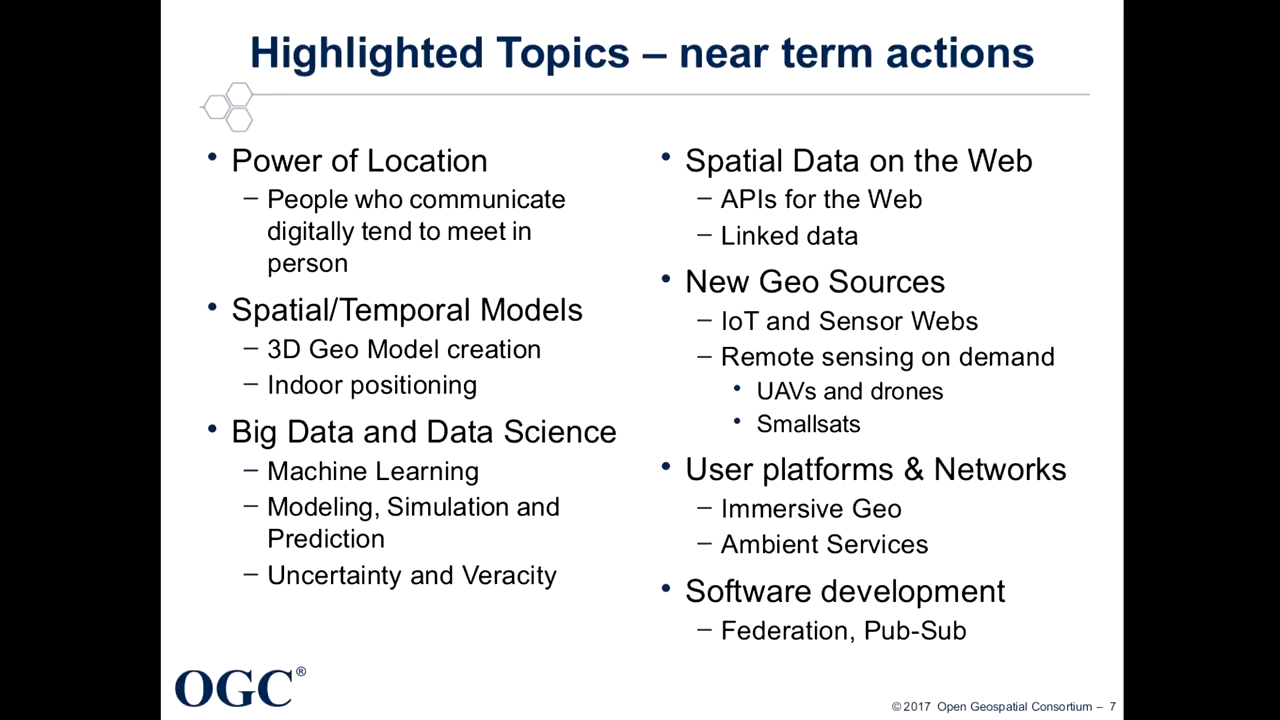 Highlighted Topics – near term actions
• Power of Location
– People who communicate
digitally tend to meet in
person
• Spatial/Temporal Models
– 3D Geo Model creation
– Indoor positioning
• Big Data and Data Science
– Machine Learning
– Modeling, Simulation and
Prediction
– Uncertainty and Veracity
• Spatial Data on the Web
– APIs for the Web
– Linked data
• New Geo Sources
– IoT and Sensor Webs
– Remote sensing on demand
• UAVs and drones
• Smallsats
• User platforms & Networks
– Immersive Geo
– Ambient Services
• Software development
– Federation, Pub-Sub
OGC®
© 2017 Open Geospatial Consortium – 7